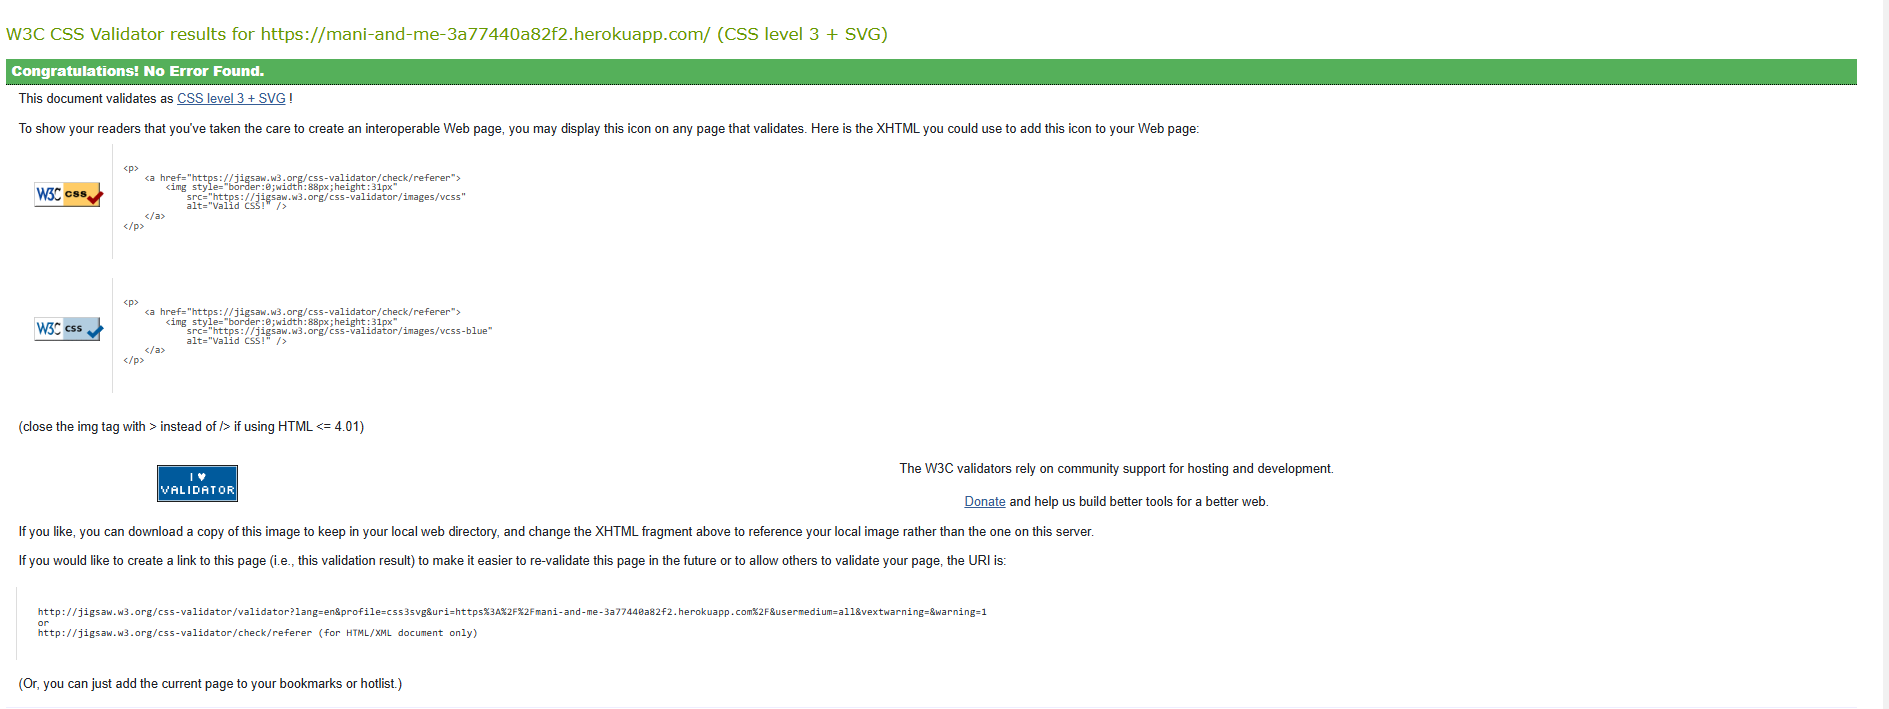 W3C CSS Validator results for https://mani-and-me-3a77440a82f2.herokuapp.com/ (CSS level 3 + SVG)
Congratulations! No Error Found.
This document validates as CSS level 3 + SVG !
To show your readers that you've taken the care to create an interoperable Web page, you may display this icon on any page that validates. Here is the XHTML you could use to add this icon to your Web page:
W3C css
<p>
<a href="https://jigsaw.w3.org/css-validator/check/referer">
<img style="border:0;width:88px;height:31px"
src="https://jigsaw.w3.org/css-validator/images/vcss"
alt="Valid CSS!" />
</a>
</p>
W3C css
<p>
<a href="https://jigsaw.w3.org/css-validator/check/referer">
<img style="border:0;width:88px;height:31px"
src="https://jigsaw.w3.org/css-validator/images/vcss-blue"
alt="Valid CSS!" />
</a>
</p>
(close the img tag with > instead of /> if using HTML <= 4.01)
I ♥
VALIDATOR
The W3C validators rely on community support for hosting and development.
Donate and help us build better tools for a better web.
If you like, you can download a copy of this image to keep in your local web directory, and change the XHTML fragment above to reference your local image rather than the one on this server.
If you would like to create a link to this page (i.e., this validation result) to make it easier to re-validate this page in the future or to allow others to validate your page, the URI is:
http://jigsaw.w3.org/css-validator/validator?lang=en&profile=css3svg&uri=https%3A%2F%2Fmani-and-me-3a77440a82f2.herokuapp.com%2F&usermedium=all&vextwarning=&warning=1
or
http://jigsaw.w3.org/css-validator/check/referer (for HTML/XML document only)
(Or, you can just add the current page to your bookmarks or hotlist.)